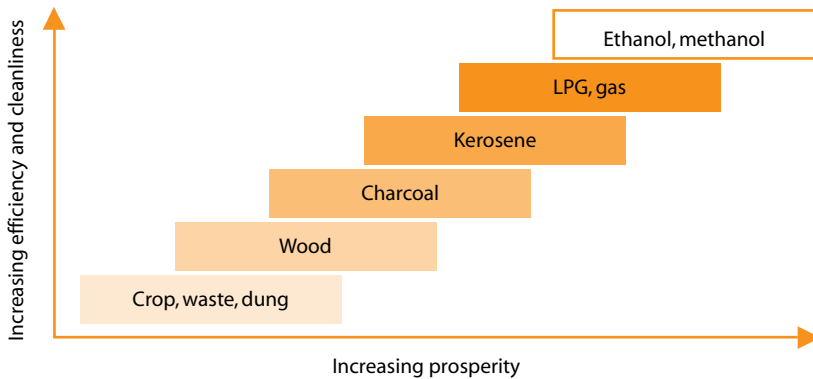 Increasing efficiency and cleanliness
Ethanol, methanol
LPG, gas
Kerosene
Charcoal
Wood
Crop, waste, dung
Increasing prosperity